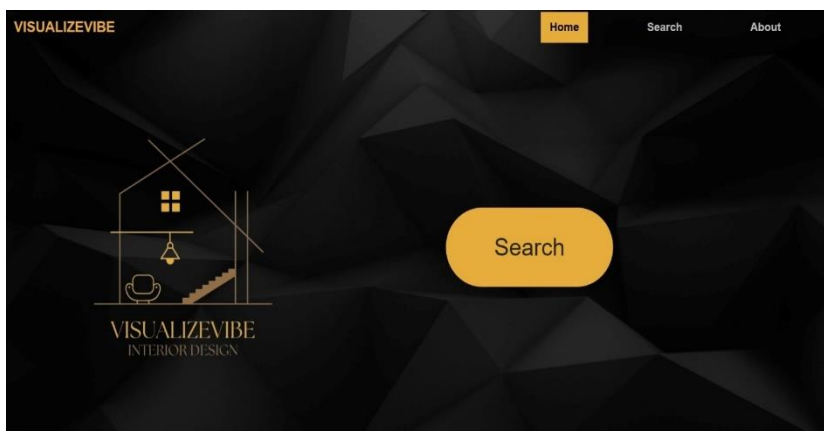 VISUALIZEVIBE
Home
Search
About
Search
VISUALIZEVIBE
INTERIOR DESIGN